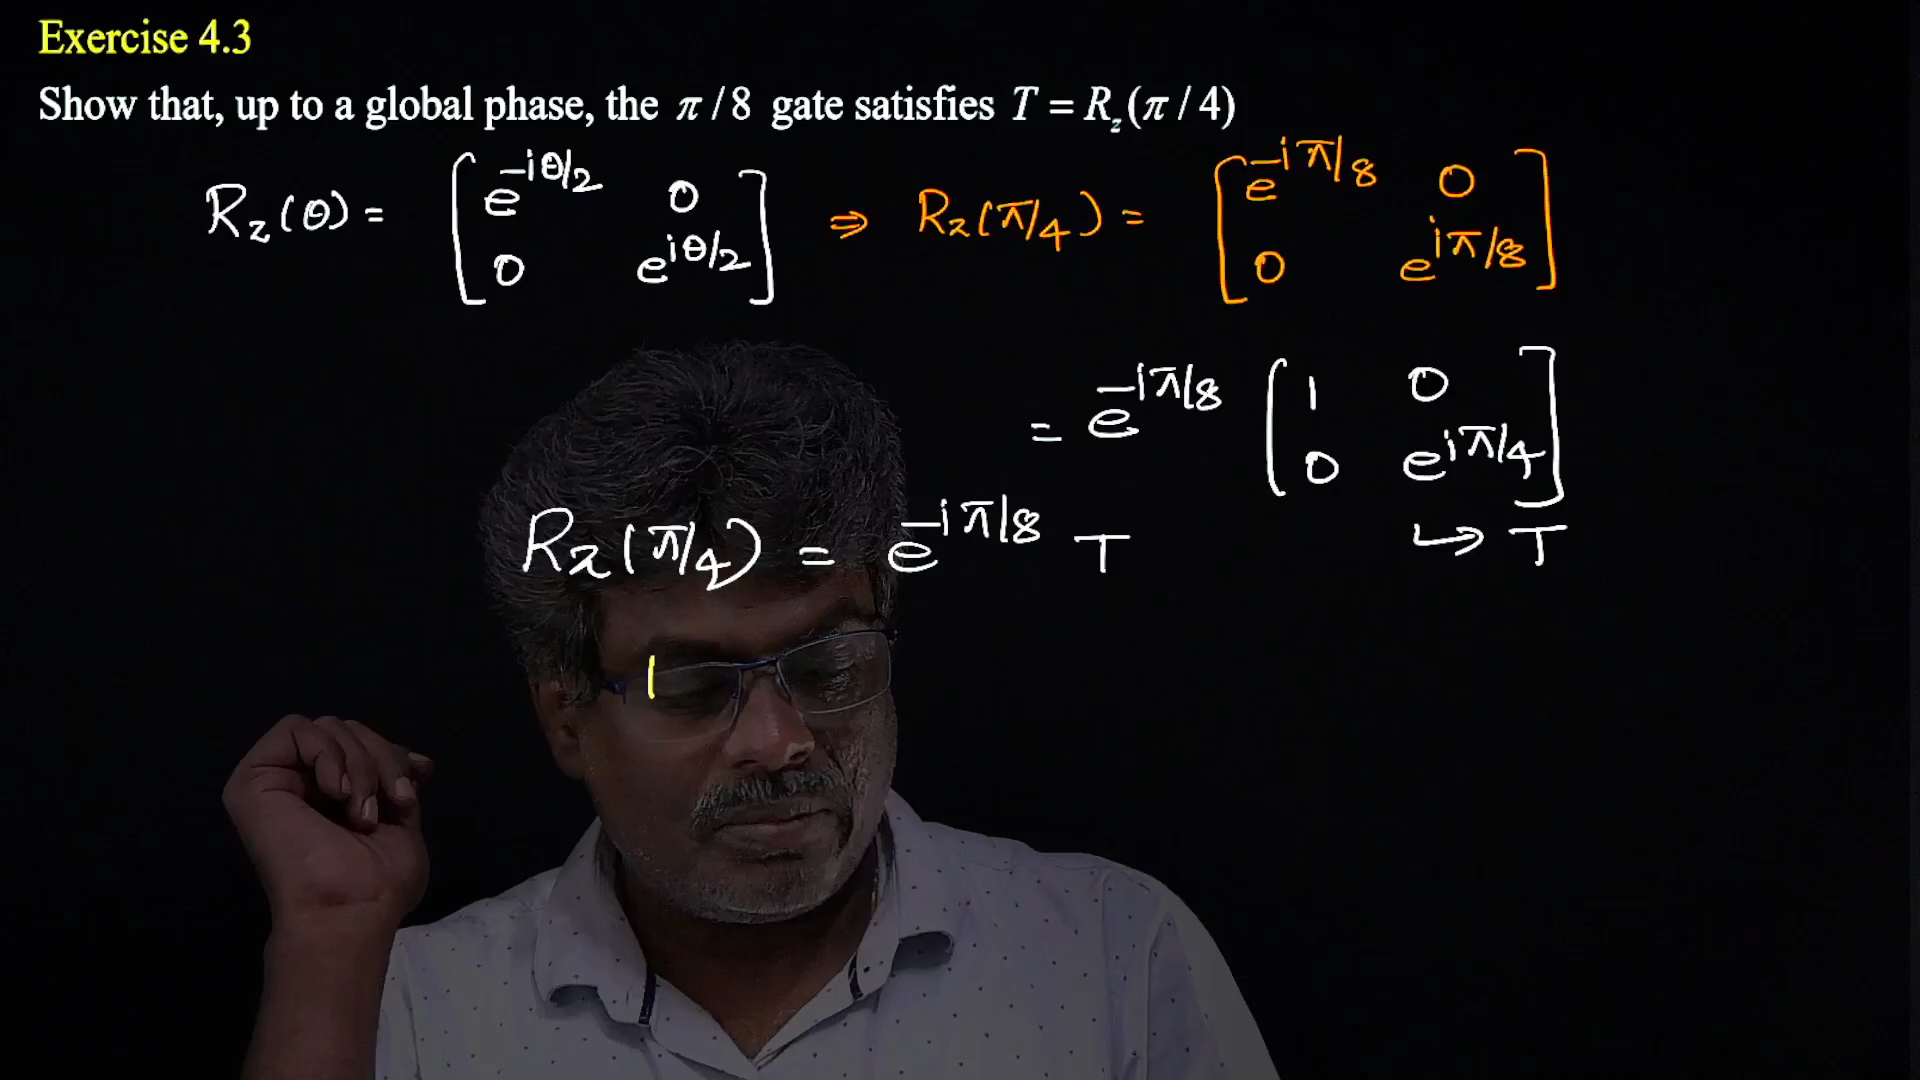 Exercise 4.3
Show that, up to a global phase, the π / 8 gate satisfies T = R_z (π / 4)
R_z(θ) = [e^{-iθ/2} 0; 0 e^{iθ/2}] ⇒ R_z(π/4) = [e^{-iπ/8} 0; 0 e^{iπ/8}]
= e^{-iπ/8} [1 0; 0 e^{iπ/4}]
↳ T
R_z(π/4) = e^{-iπ/8} T